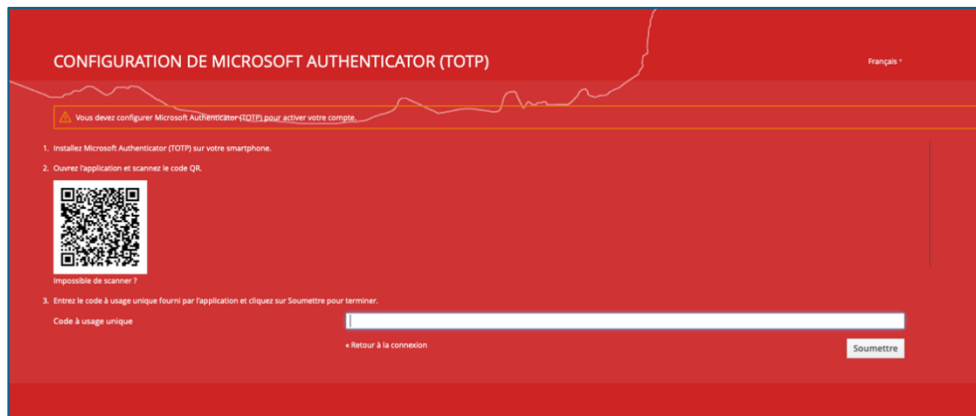 CONFIGURATION DE MICROSOFT AUTHENTICATOR (TOTP)
Français
Vous devez configurer Microsoft Authenticator (TOTP) pour activer votre compte.
1. Installez Microsoft Authenticator (TOTP) sur votre smartphone.
2. Ouvrez l'application et scannez le code QR.
Impossible de scanner ?
3. Entrez le code à usage unique fourni par l'application et cliquez sur Soumettre pour terminer.
Code à usage unique
« Retour à la connexion
Soumettre